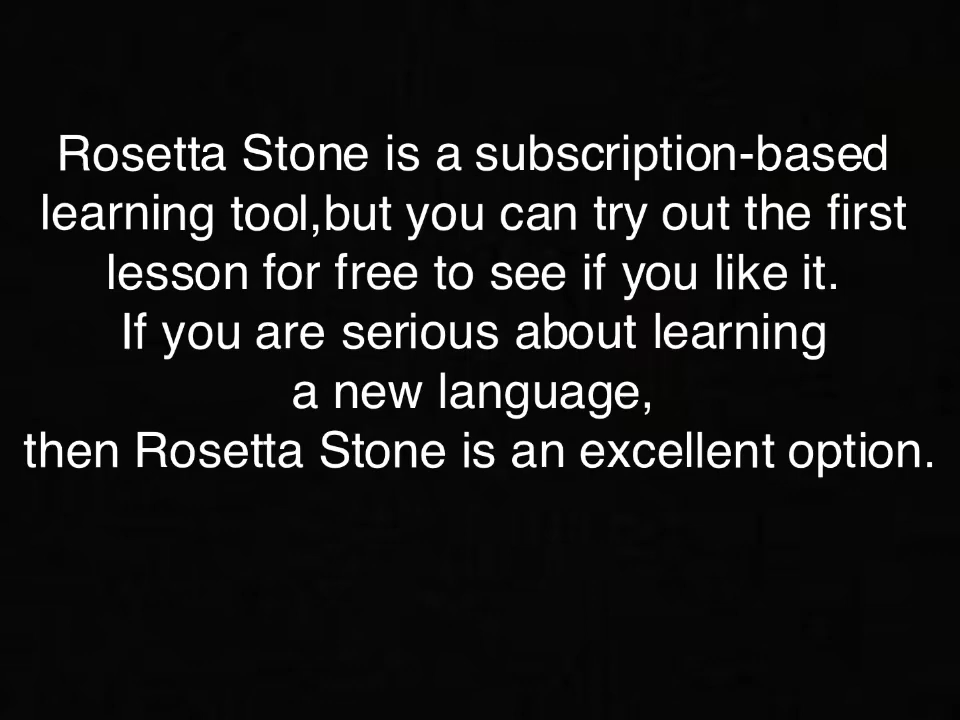 Rosetta Stone is a subscription-based
learning tool,but you can try out the first
lesson for free to see if you like it.
If you are serious about learning
a new language,
then Rosetta Stone is an excellent option.